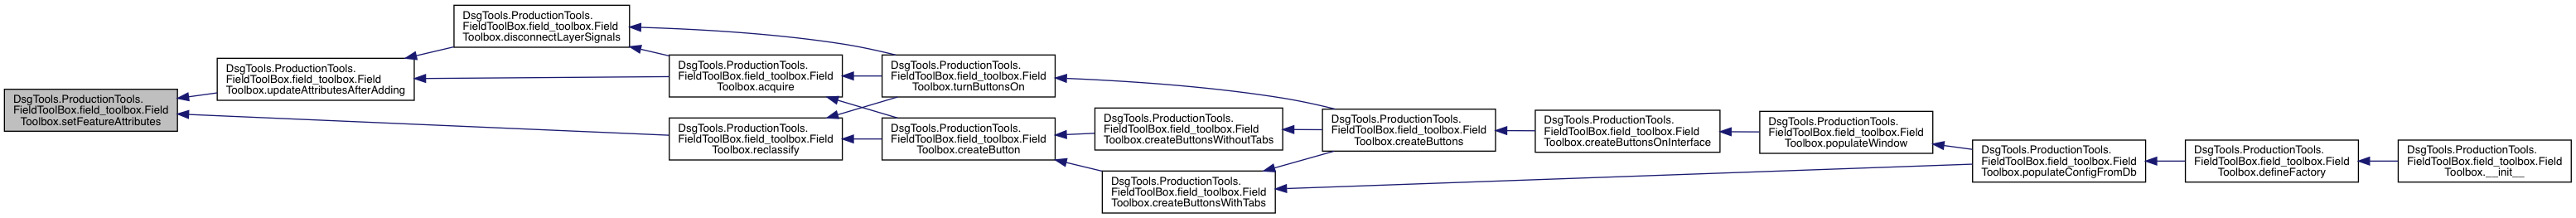 DsgTools.ProductionTools.
FieldToolBox.field_toolbox.Field
Toolbox.setFeatureAttributes
DsgTools.ProductionTools.
FieldToolBox.field_toolbox.Field
Toolbox.updateAttributesAfterAdding
DsgTools.ProductionTools.
FieldToolBox.field_toolbox.Field
Toolbox.disconnectLayerSignals
DsgTools.ProductionTools.
FieldToolBox.field_toolbox.Field
Toolbox.acquire
DsgTools.ProductionTools.
FieldToolBox.field_toolbox.Field
Toolbox.reclassify
DsgTools.ProductionTools.
FieldToolBox.field_toolbox.Field
Toolbox.turnButtonsOn
DsgTools.ProductionTools.
FieldToolBox.field_toolbox.Field
Toolbox.createButton
DsgTools.ProductionTools.
FieldToolBox.field_toolbox.Field
Toolbox.createButtonsWithoutTabs
DsgTools.ProductionTools.
FieldToolBox.field_toolbox.Field
Toolbox.createButtonsWithTabs
DsgTools.ProductionTools.
FieldToolBox.field_toolbox.Field
Toolbox.createButtons
DsgTools.ProductionTools.
FieldToolBox.field_toolbox.Field
Toolbox.createButtonsOnInterface
DsgTools.ProductionTools.
FieldToolBox.field_toolbox.Field
Toolbox.populateWindow
DsgTools.ProductionTools.
FieldToolBox.field_toolbox.Field
Toolbox.populateConfigFromDb
DsgTools.ProductionTools.
FieldToolBox.field_toolbox.Field
Toolbox.defineFactory
DsgTools.ProductionTools.
FieldToolBox.field_toolbox.Field
Toolbox.__init__